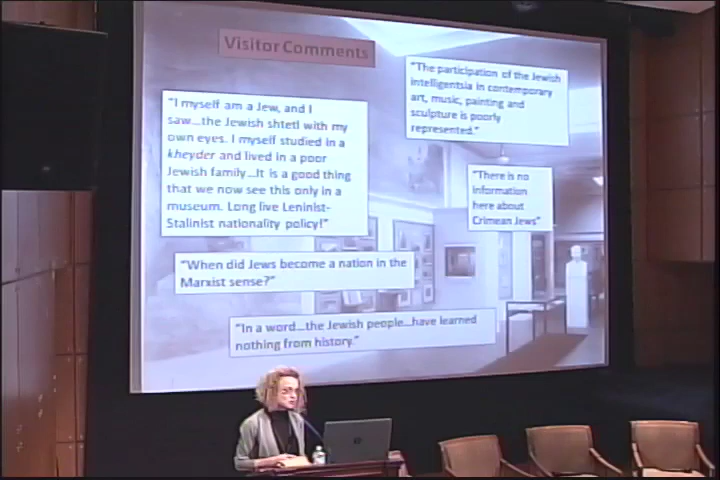 Visitor Comments
"I myself am a Jew, and I
saw...the Jewish shtetl with my
own eyes. I myself studied in a
kheyder and lived in a poor
Jewish family...It is a good thing
that we now see this only in a
museum. Long live Leninist-
Stalinist nationality policy!"
"The participation of the Jewish
intelligentsia in contemporary
art, music, painting and
sculpture is poorly
represented."
"There is no
information
here about
Crimean Jews"
"When did Jews become a nation in the
Marxist sense?"
"In a word...the Jewish people...have learned
nothing from history."